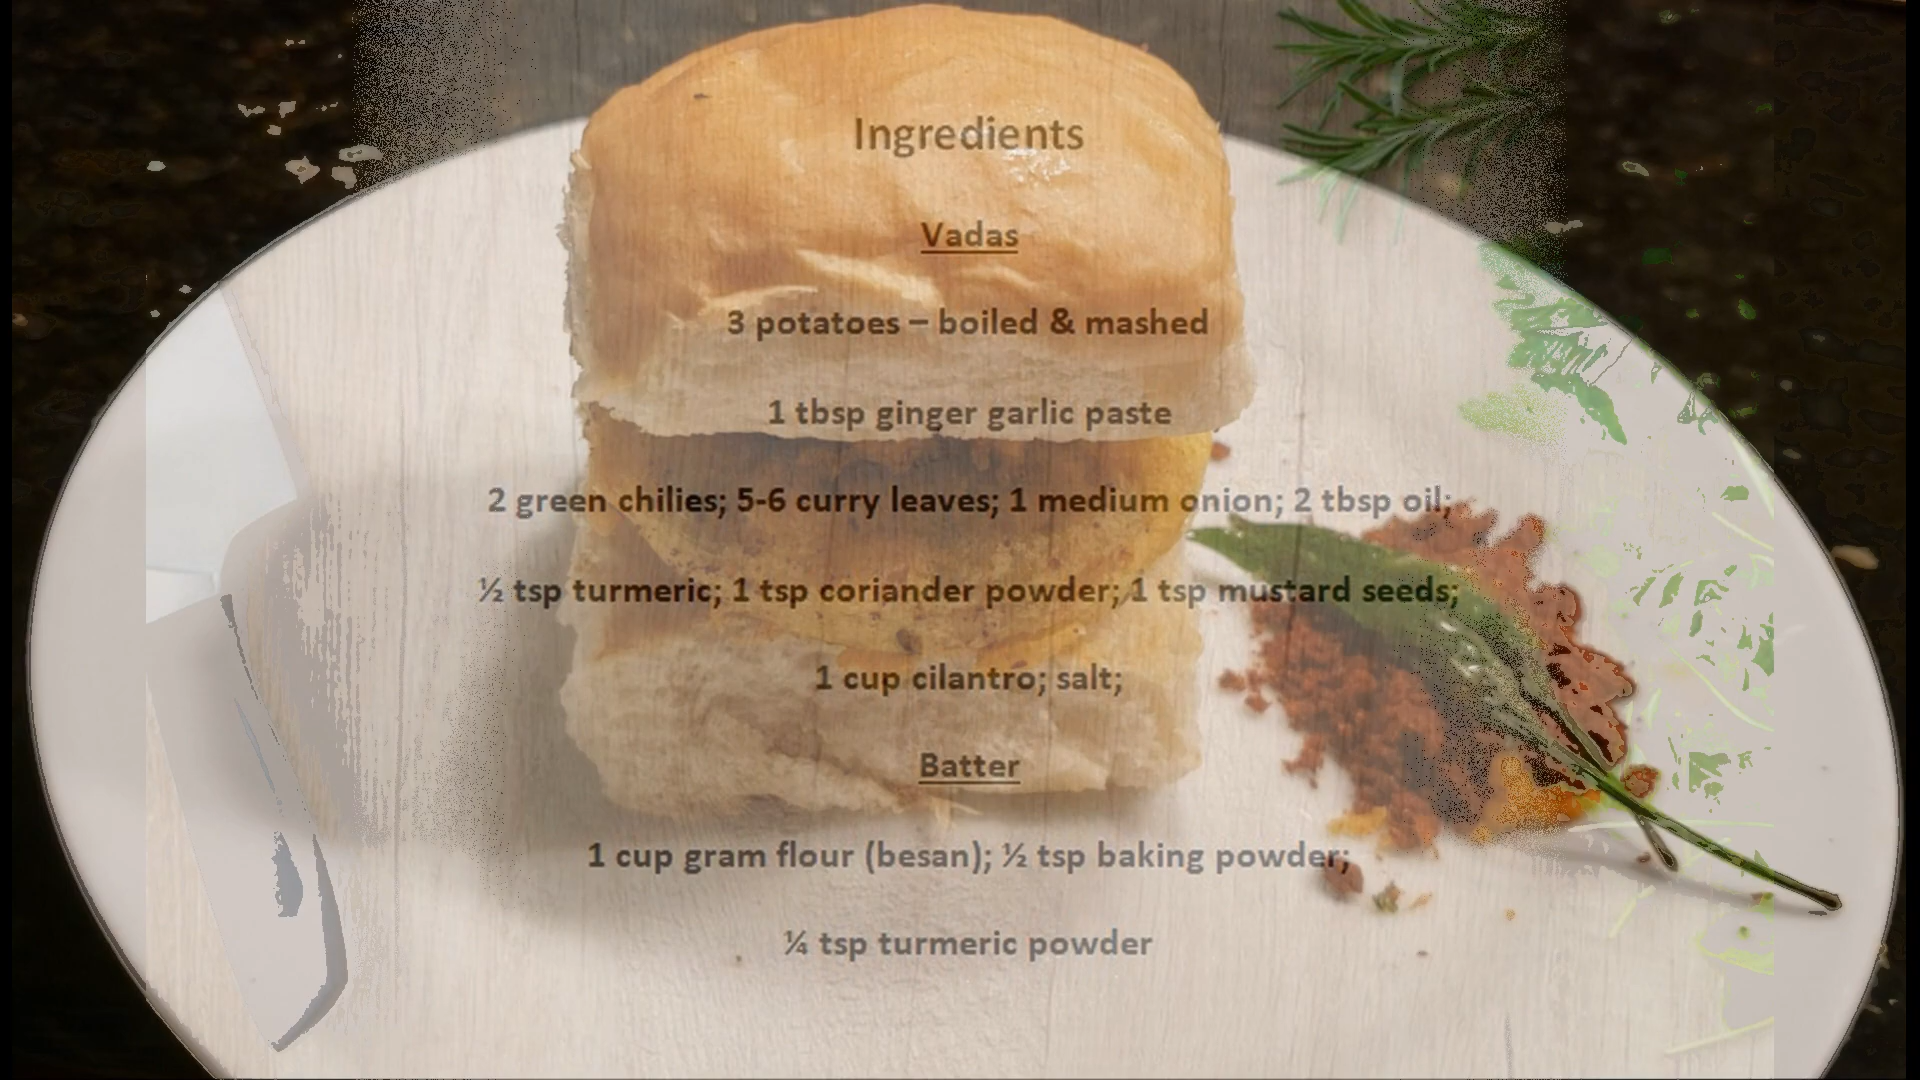 Ingredients
Vadas
3 potatoes – boiled & mashed
1 tbsp ginger garlic paste
2 green chilies; 5-6 curry leaves; 1 medium onion; 2 tbsp oil;
½ tsp turmeric; 1 tsp coriander powder; 1 tsp mustard seeds;
1 cup cilantro; salt;
Batter
1 cup gram flour (besan); ½ tsp baking powder;
¼ tsp turmeric powder